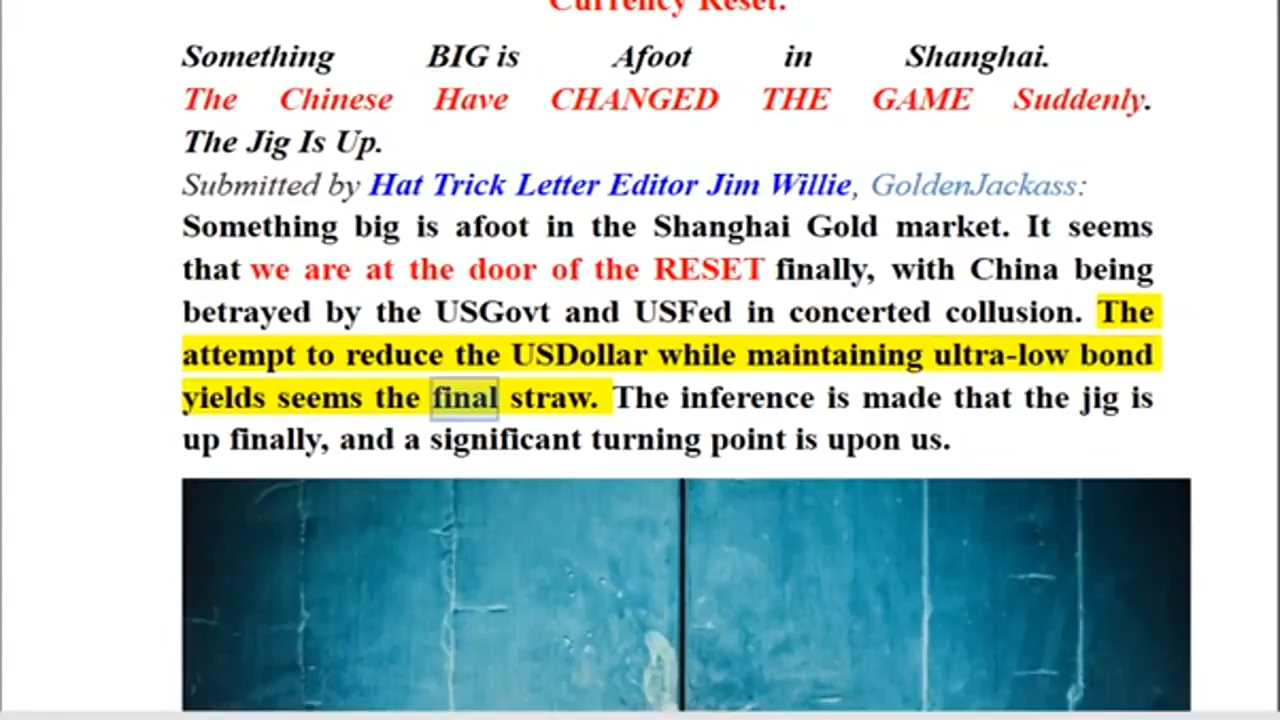 Currency Reset.
Something BIG is Afoot in Shanghai.
The Chinese Have CHANGED THE GAME Suddenly.
The Jig Is Up.
Submitted by Hat Trick Letter Editor Jim Willie, GoldenJackass:
Something big is afoot in the Shanghai Gold market. It seems
that we are at the door of the RESET finally, with China being
betrayed by the USGovt and USFed in concerted collusion. The
attempt to reduce the USDollar while maintaining ultra-low bond
yields seems the final straw. The inference is made that the jig is
up finally, and a significant turning point is upon us.